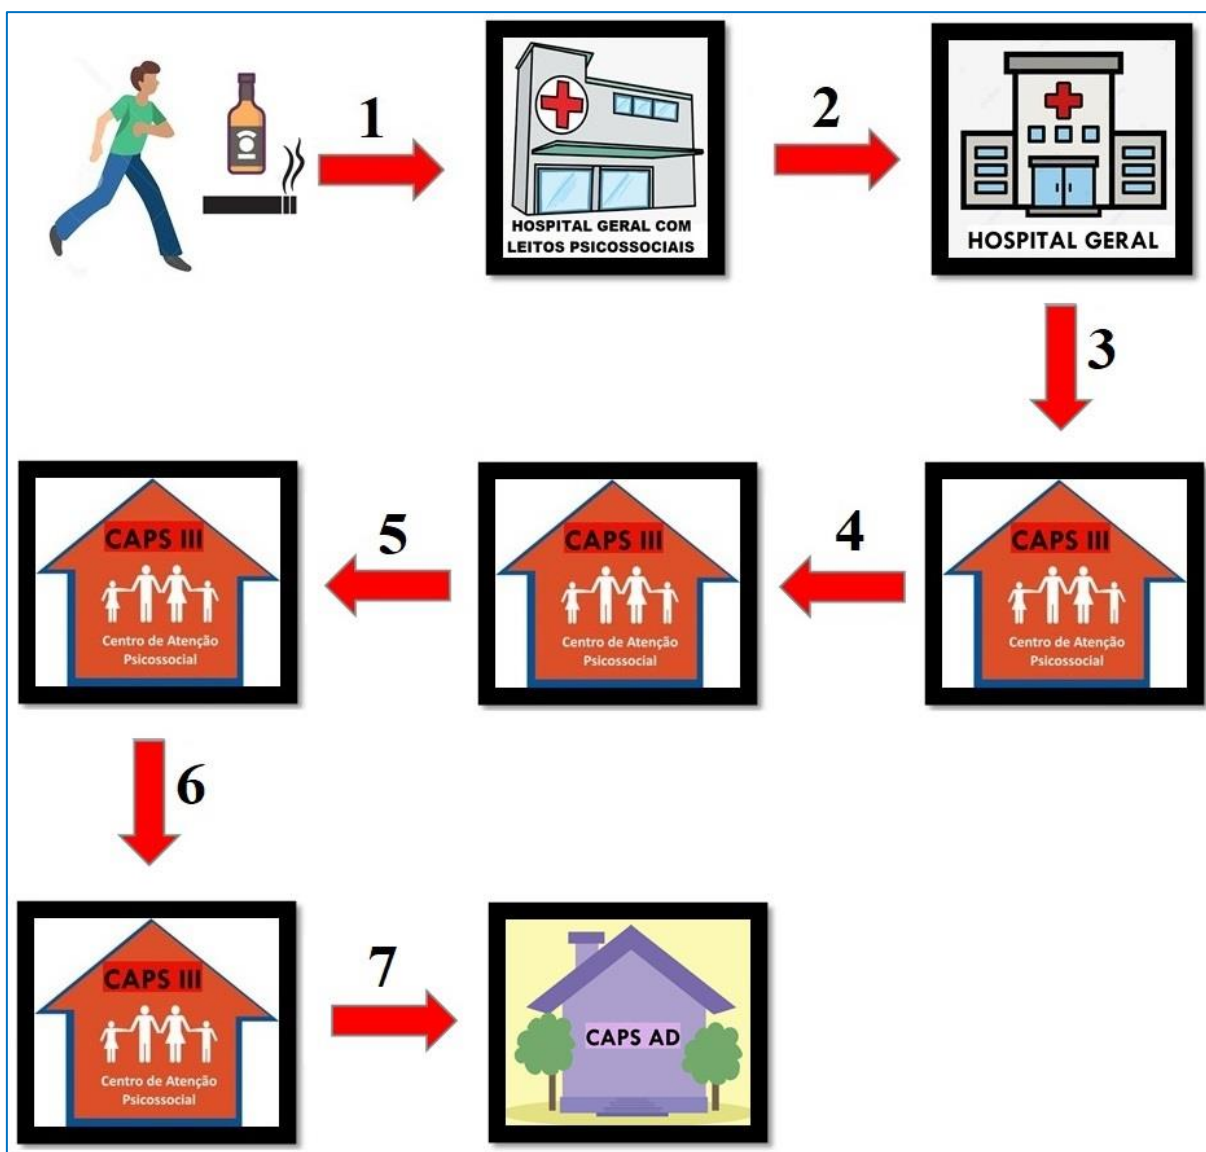 1
HOSPITAL GERAL COM
LEITOS PSICOSSOCIAIS
2
HOSPITAL GERAL
3
CAPS III
Centro de Atenção
Psicossocial
4
CAPS III
Centro de Atenção
Psicossocial
5
CAPS III
Centro de Atenção
Psicossocial
6
CAPS III
Centro de Atenção
Psicossocial
7
CAPS AD